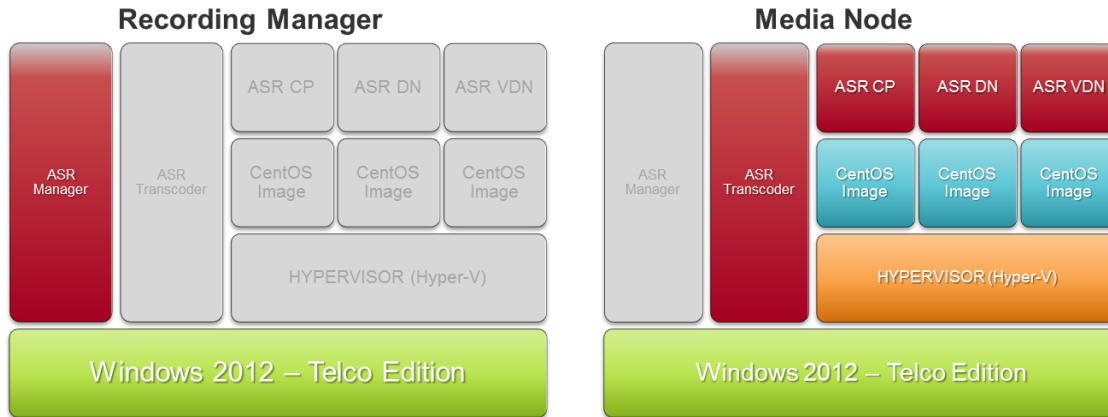 Recording Manager
Media Node
ASR
Manager
ASR
Transcoder
ASR CP
ASR DN
ASR VDN
CentOS
Image
CentOS
Image
CentOS
Image
HYPERVISOR (Hyper-V)
Windows 2012 – Telco Edition
ASR
Manager
ASR
Transcoder
ASR CP
ASR DN
ASR VDN
CentOS
Image
CentOS
Image
CentOS
Image
HYPERVISOR (Hyper-V)
Windows 2012 – Telco Edition